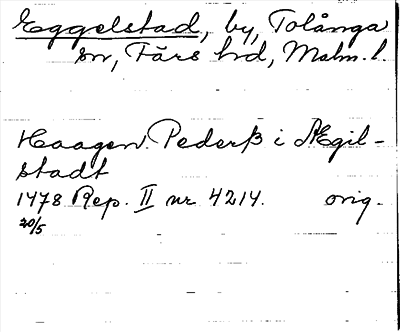 Eggelstad, by, Tolånga
sn, Färs hd, Malm. l.
Haagen Pederß i Ægil-
stadt
1478 Rep. II nr 4214. orig.
20/5